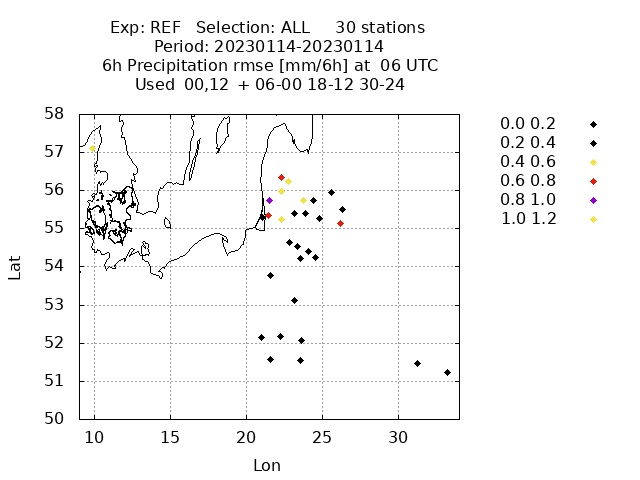 Exp: REF   Selection: ALL     30 stations
Period: 20230114-20230114
6h Precipitation rmse [mm/6h] at  06 UTC
Used  00,12  + 06-00 18-12 30-24
0.0 0.2
0.2 0.4
0.4 0.6
0.6 0.8
0.8 1.0
1.0 1.2
58
57
56
55
54
53
52
51
50
Lat
10 15 20 25 30
Lon